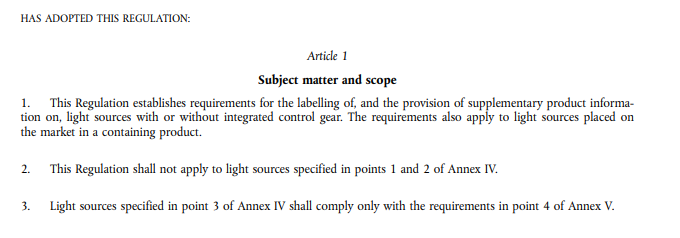 HAS ADOPTED THIS REGULATION:
Article 1
Subject matter and scope
1. This Regulation establishes requirements for the labelling of, and the provision of supplementary product informa-
tion on, light sources with or without integrated control gear. The requirements also apply to light sources placed on
the market in a containing product.
2. This Regulation shall not apply to light sources specified in points 1 and 2 of Annex IV.
3. Light sources specified in point 3 of Annex IV shall comply only with the requirements in point 4 of Annex V.